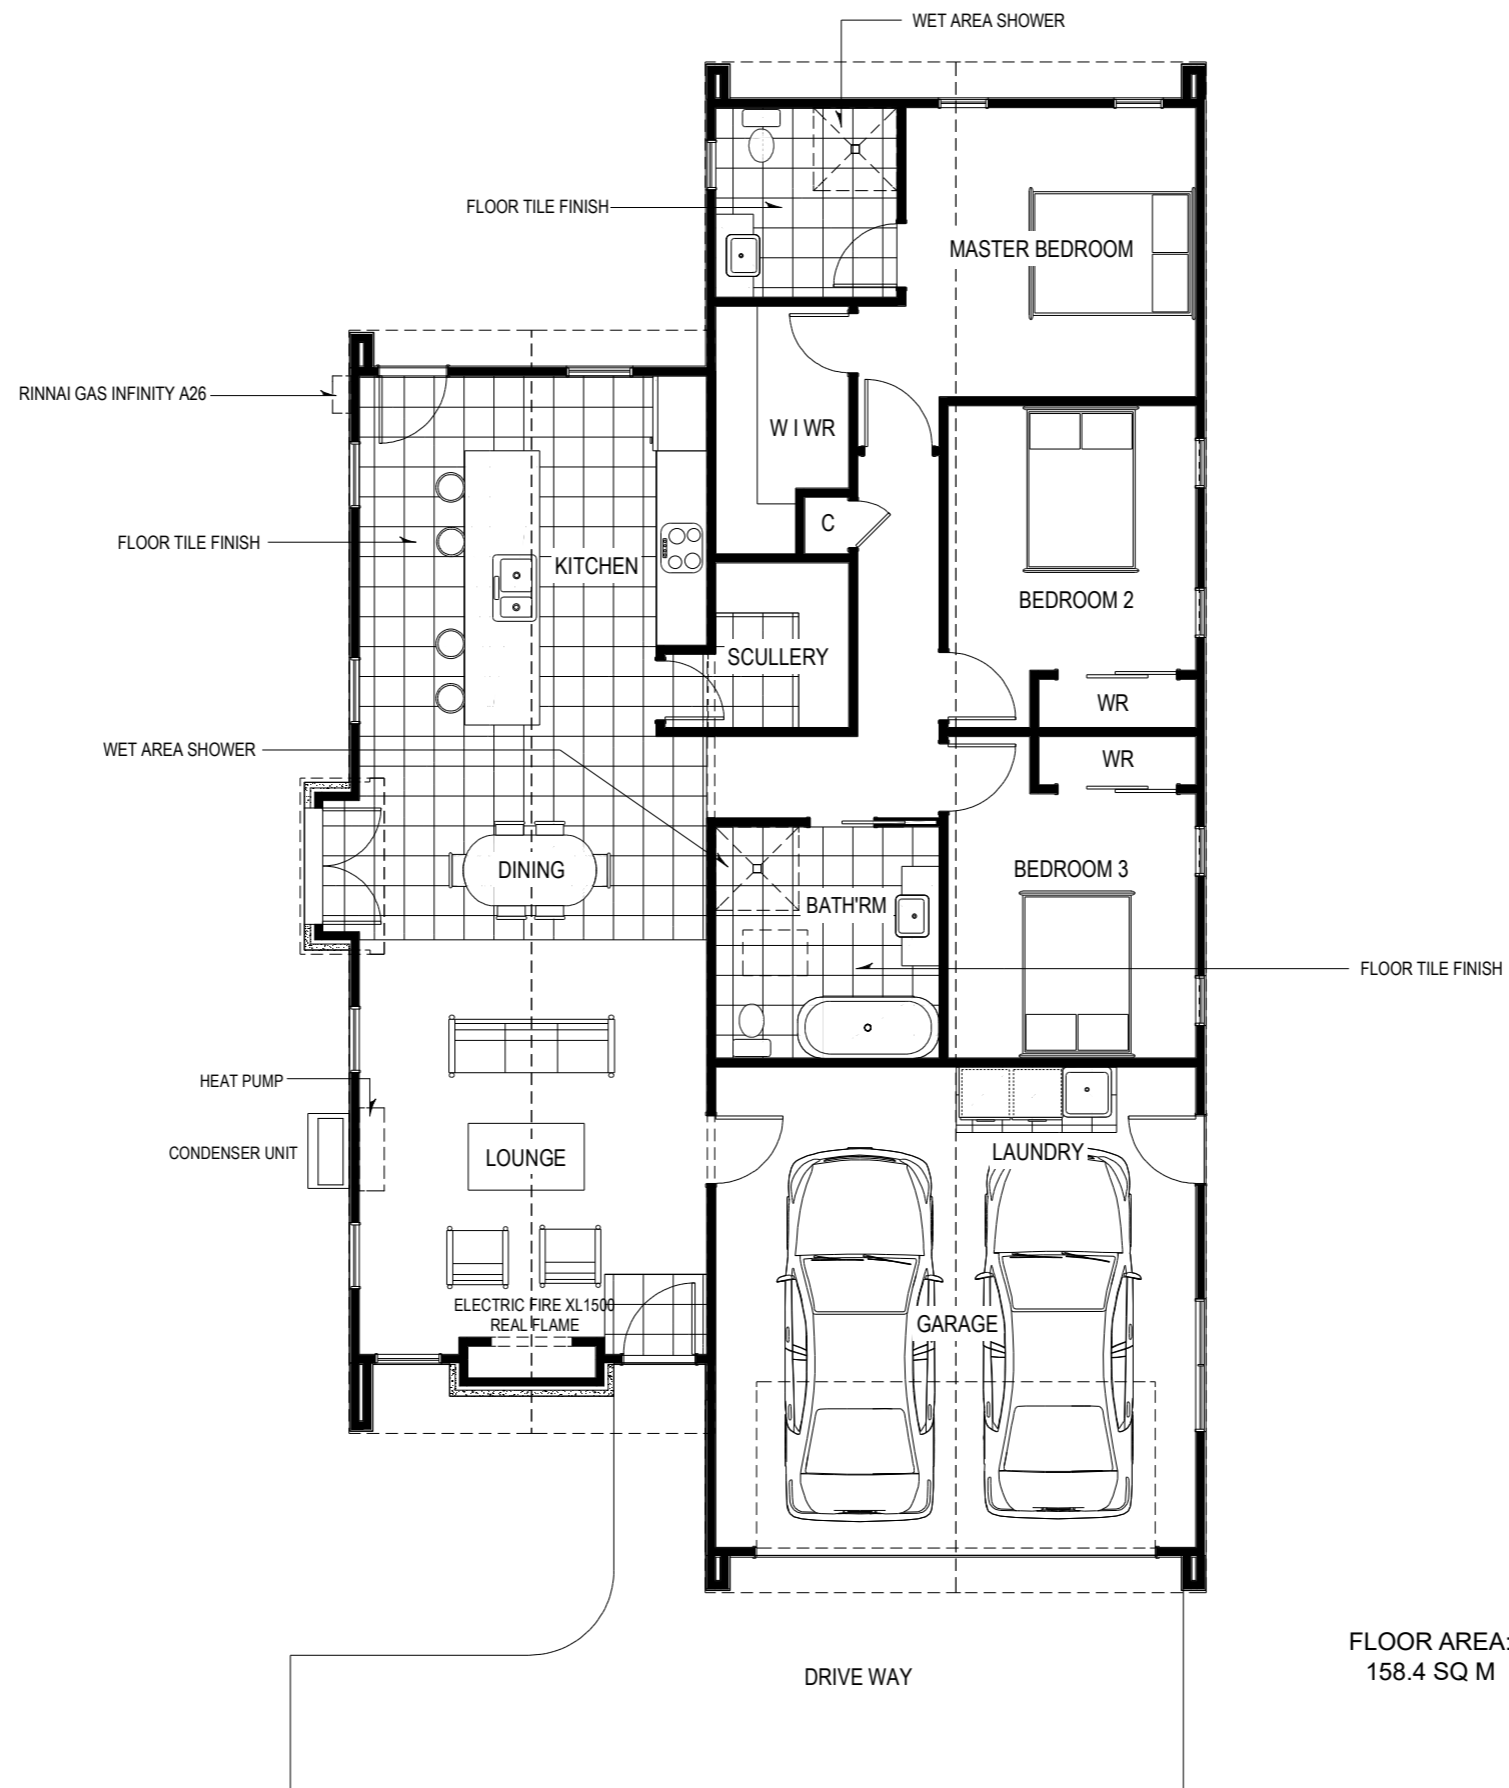 WET AREA SHOWER
FLOOR TILE FINISH
MASTER BEDROOM
RINNAI GAS INFINITY A26
W I WR
C
FLOOR TILE FINISH
KITCHEN
BEDROOM 2
SCULLERY
WR
WET AREA SHOWER
WR
DINING
BEDROOM 3
BATH'RM
FLOOR TILE FINISH
HEAT PUMP
CONDENSER UNIT
LOUNGE
LAUNDRY
ELECTRIC FIRE XL1500
REAL FLAME
GARAGE
FLOOR AREA:
158.4 SQ M
DRIVE WAY